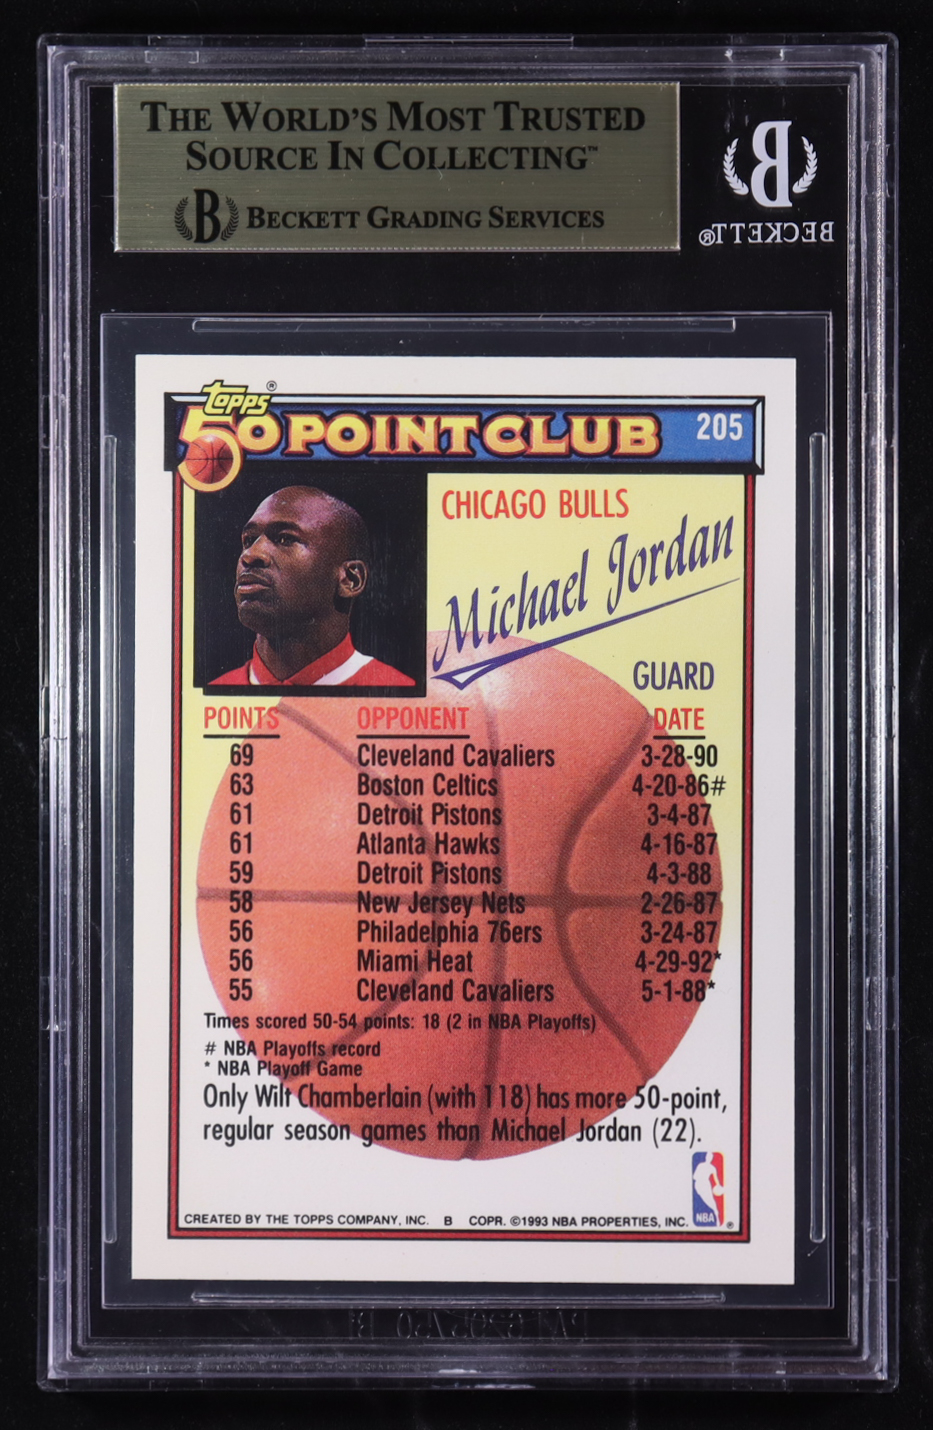 THE WORLD'S MOST TRUSTED
SOURCE IN COLLECTING™
B BECKETT GRADING SERVICES
B
BECKETT®
Topps®
50 POINT CLUB 205
CHICAGO BULLS
Michael Jordan
GUARD
POINTS OPPONENT DATE
69 Cleveland Cavaliers 3-28-90
63 Boston Celtics 4-20-86#
61 Detroit Pistons 3-4-87
61 Atlanta Hawks 4-16-87
59 Detroit Pistons 4-3-88
58 New Jersey Nets 2-26-87
56 Philadelphia 76ers 3-24-87
56 Miami Heat 4-29-92*
55 Cleveland Cavaliers 5-1-88*
Times scored 50-54 points: 18 (2 in NBA Playoffs)
# NBA Playoffs record
* NBA Playoff Game
Only Wilt Chamberlain (with 118) has more 50-point,
regular season games than Michael Jordan (22).
NBA®
CREATED BY THE TOPPS COMPANY, INC. B COPR. ©1993 NBA PROPERTIES, INC.